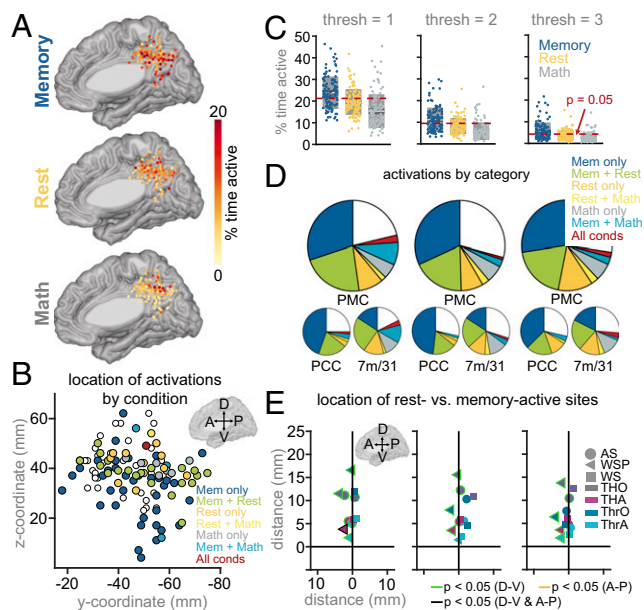 A
Memory
Rest
Math
20
% time active
0
B
location of activations
by condition
D
A
P
V
z-coordinate (mm)
60
40
20
-20
-40
-60
-80
y-coordinate (mm)
Mem only
Mem + Rest
Rest only
Rest + Math
Math only
Mem + Math
All conds
C
thresh = 1
thresh = 2
thresh = 3
% time active
50
40
30
20
10
0
Memory
Rest
Math
p = 0.05
D
activations by category
Mem only
Mem + Rest
Rest only
Rest + Math
Math only
Mem + Math
All conds
PMC
PMC
PMC
PCC
7m/31
PCC
7m/31
PCC
7m/31
E
location of rest- vs. memory-active sites
D
A
P
V
distance (mm)
25
20
15
10
5
0
10
0
10
distance (mm)
AS
WSP
WS
THO
THA
ThrO
ThrA
p < 0.05 (D-V)
p < 0.05 (A-P)
p < 0.05 (D-V & A-P)